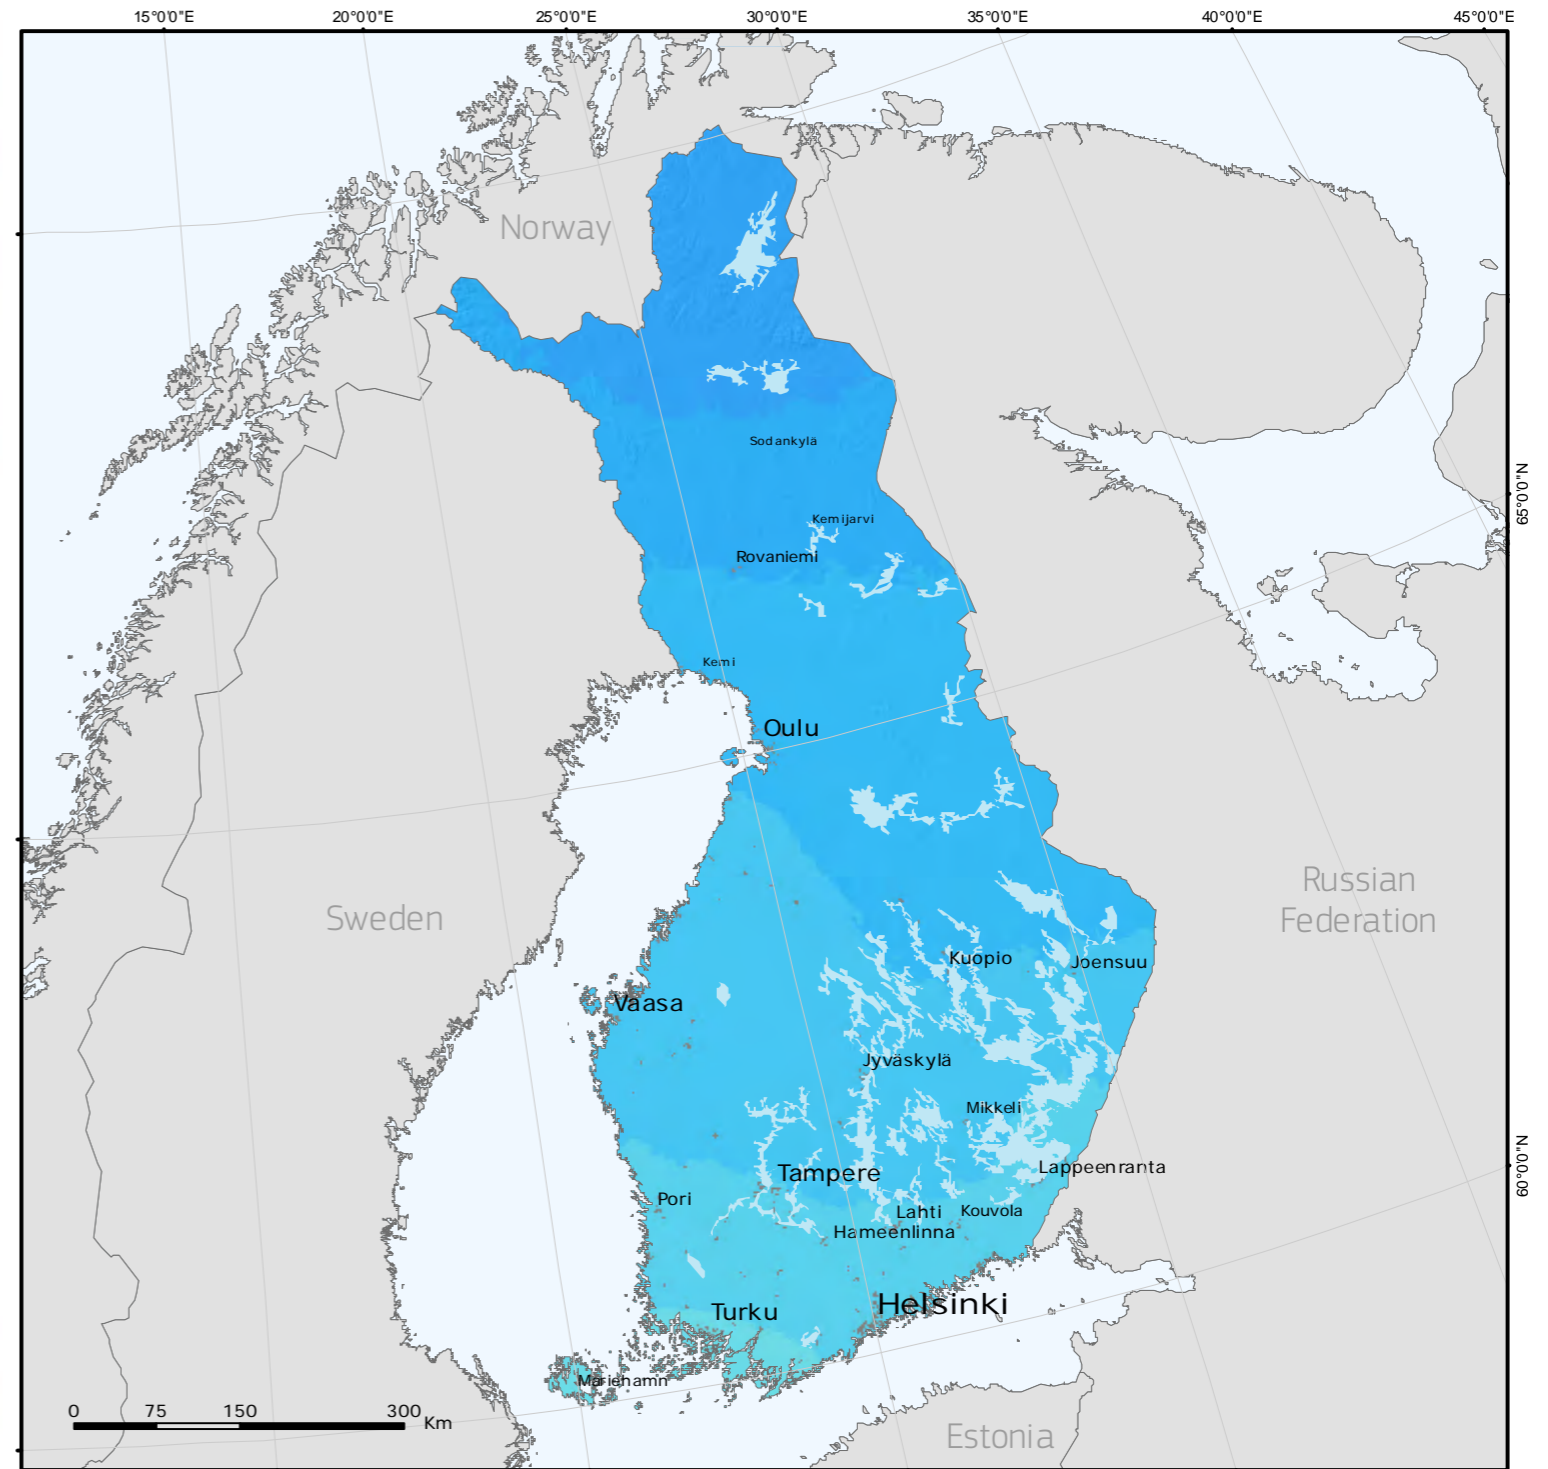 15°0'0"E 20°0'0"E 25°0'0"E 30°0'0"E 35°0'0"E 40°0'0"E 45°0'0"E
Norway
Sodankylä
65°0'0"N
Kemijarvi
Rovaniemi
Kemi
Oulu
Russian
Federation
Sweden
Kuopio
Joensuu
Vaasa
Jyväskylä
Mikkeli
Lappeenranta
60°0'0"N
Tampere
Pori
Lahti
Kouvola
Hameenlinna
Helsinki
Turku
Mariehamn
0 75 150 300 Km
Estonia